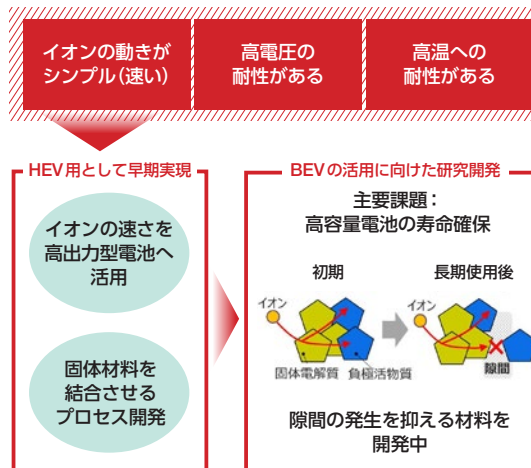 イオンの動きが
シンプル（速い）
高電圧の
耐性がある
高温への
耐性がある
HEV用として早期実現
イオンの速さを
高出力型電池へ
活用
固体材料を
結合させる
プロセス開発
BEVの活用に向けた研究開発
主要課題：
高容量電池の寿命確保
初期
長期使用後
イオン
イオン
固体電解質
負極活物質
隙間
隙間の発生を抑える材料を
開発中